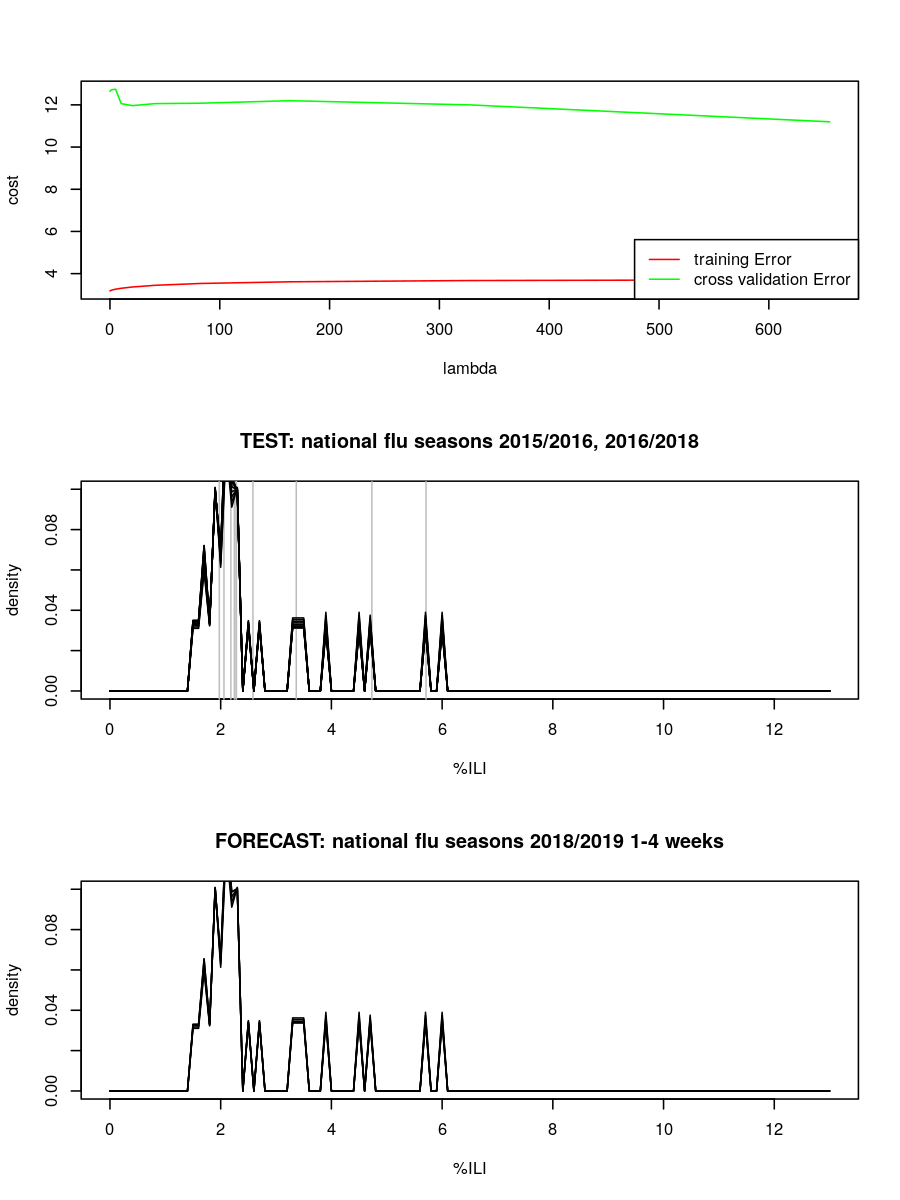 12
10
8
6
4
cost
training Error
cross validation Error
0 100 200 300 400 500 600
lambda
TEST: national flu seasons 2015/2016, 2016/2018
0.08
0.04
0.00
density
0 2 4 6 8 10 12
%ILI
FORECAST: national flu seasons 2018/2019 1-4 weeks
0.08
0.04
0.00
density
0 2 4 6 8 10 12
%ILI